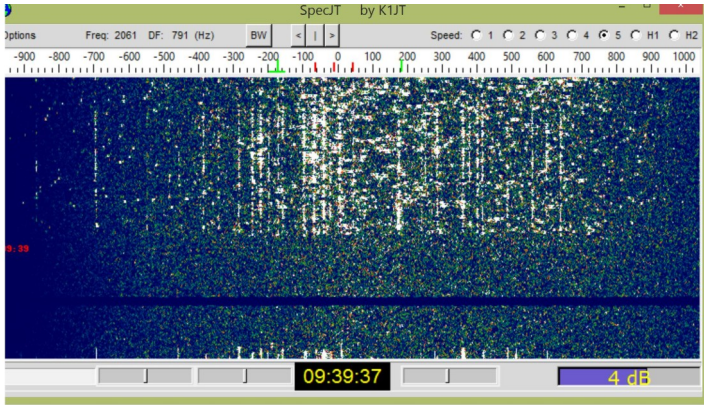 SpecJT by K1JT
Options Freq: 2061 DF: 791 (Hz) BW < | > Speed: 1 2 3 4 5 H1 H2
-900 -800 -700 -600 -500 -400 -300 -200 -100 0 100 200 300 400 500 600 700 800 900 1000
09:39
09:39:37
4 dB